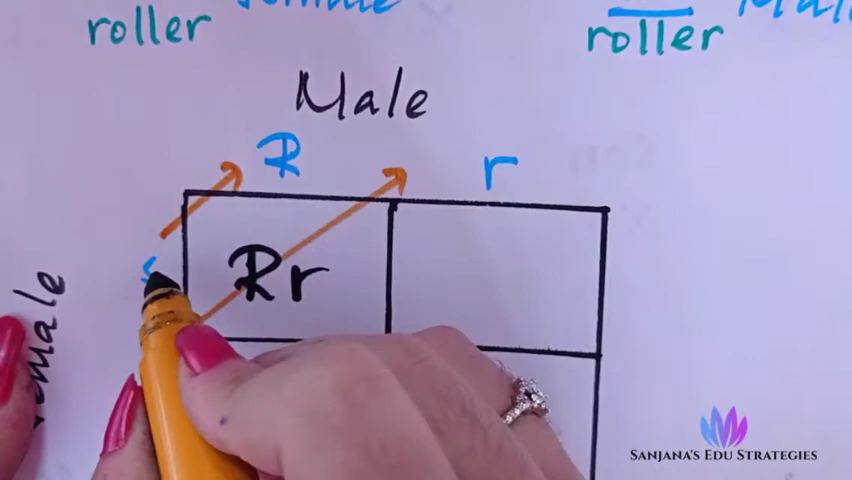 roller
roller
Male
R r
Rr
SANJANA'S EDU STRATEGIES